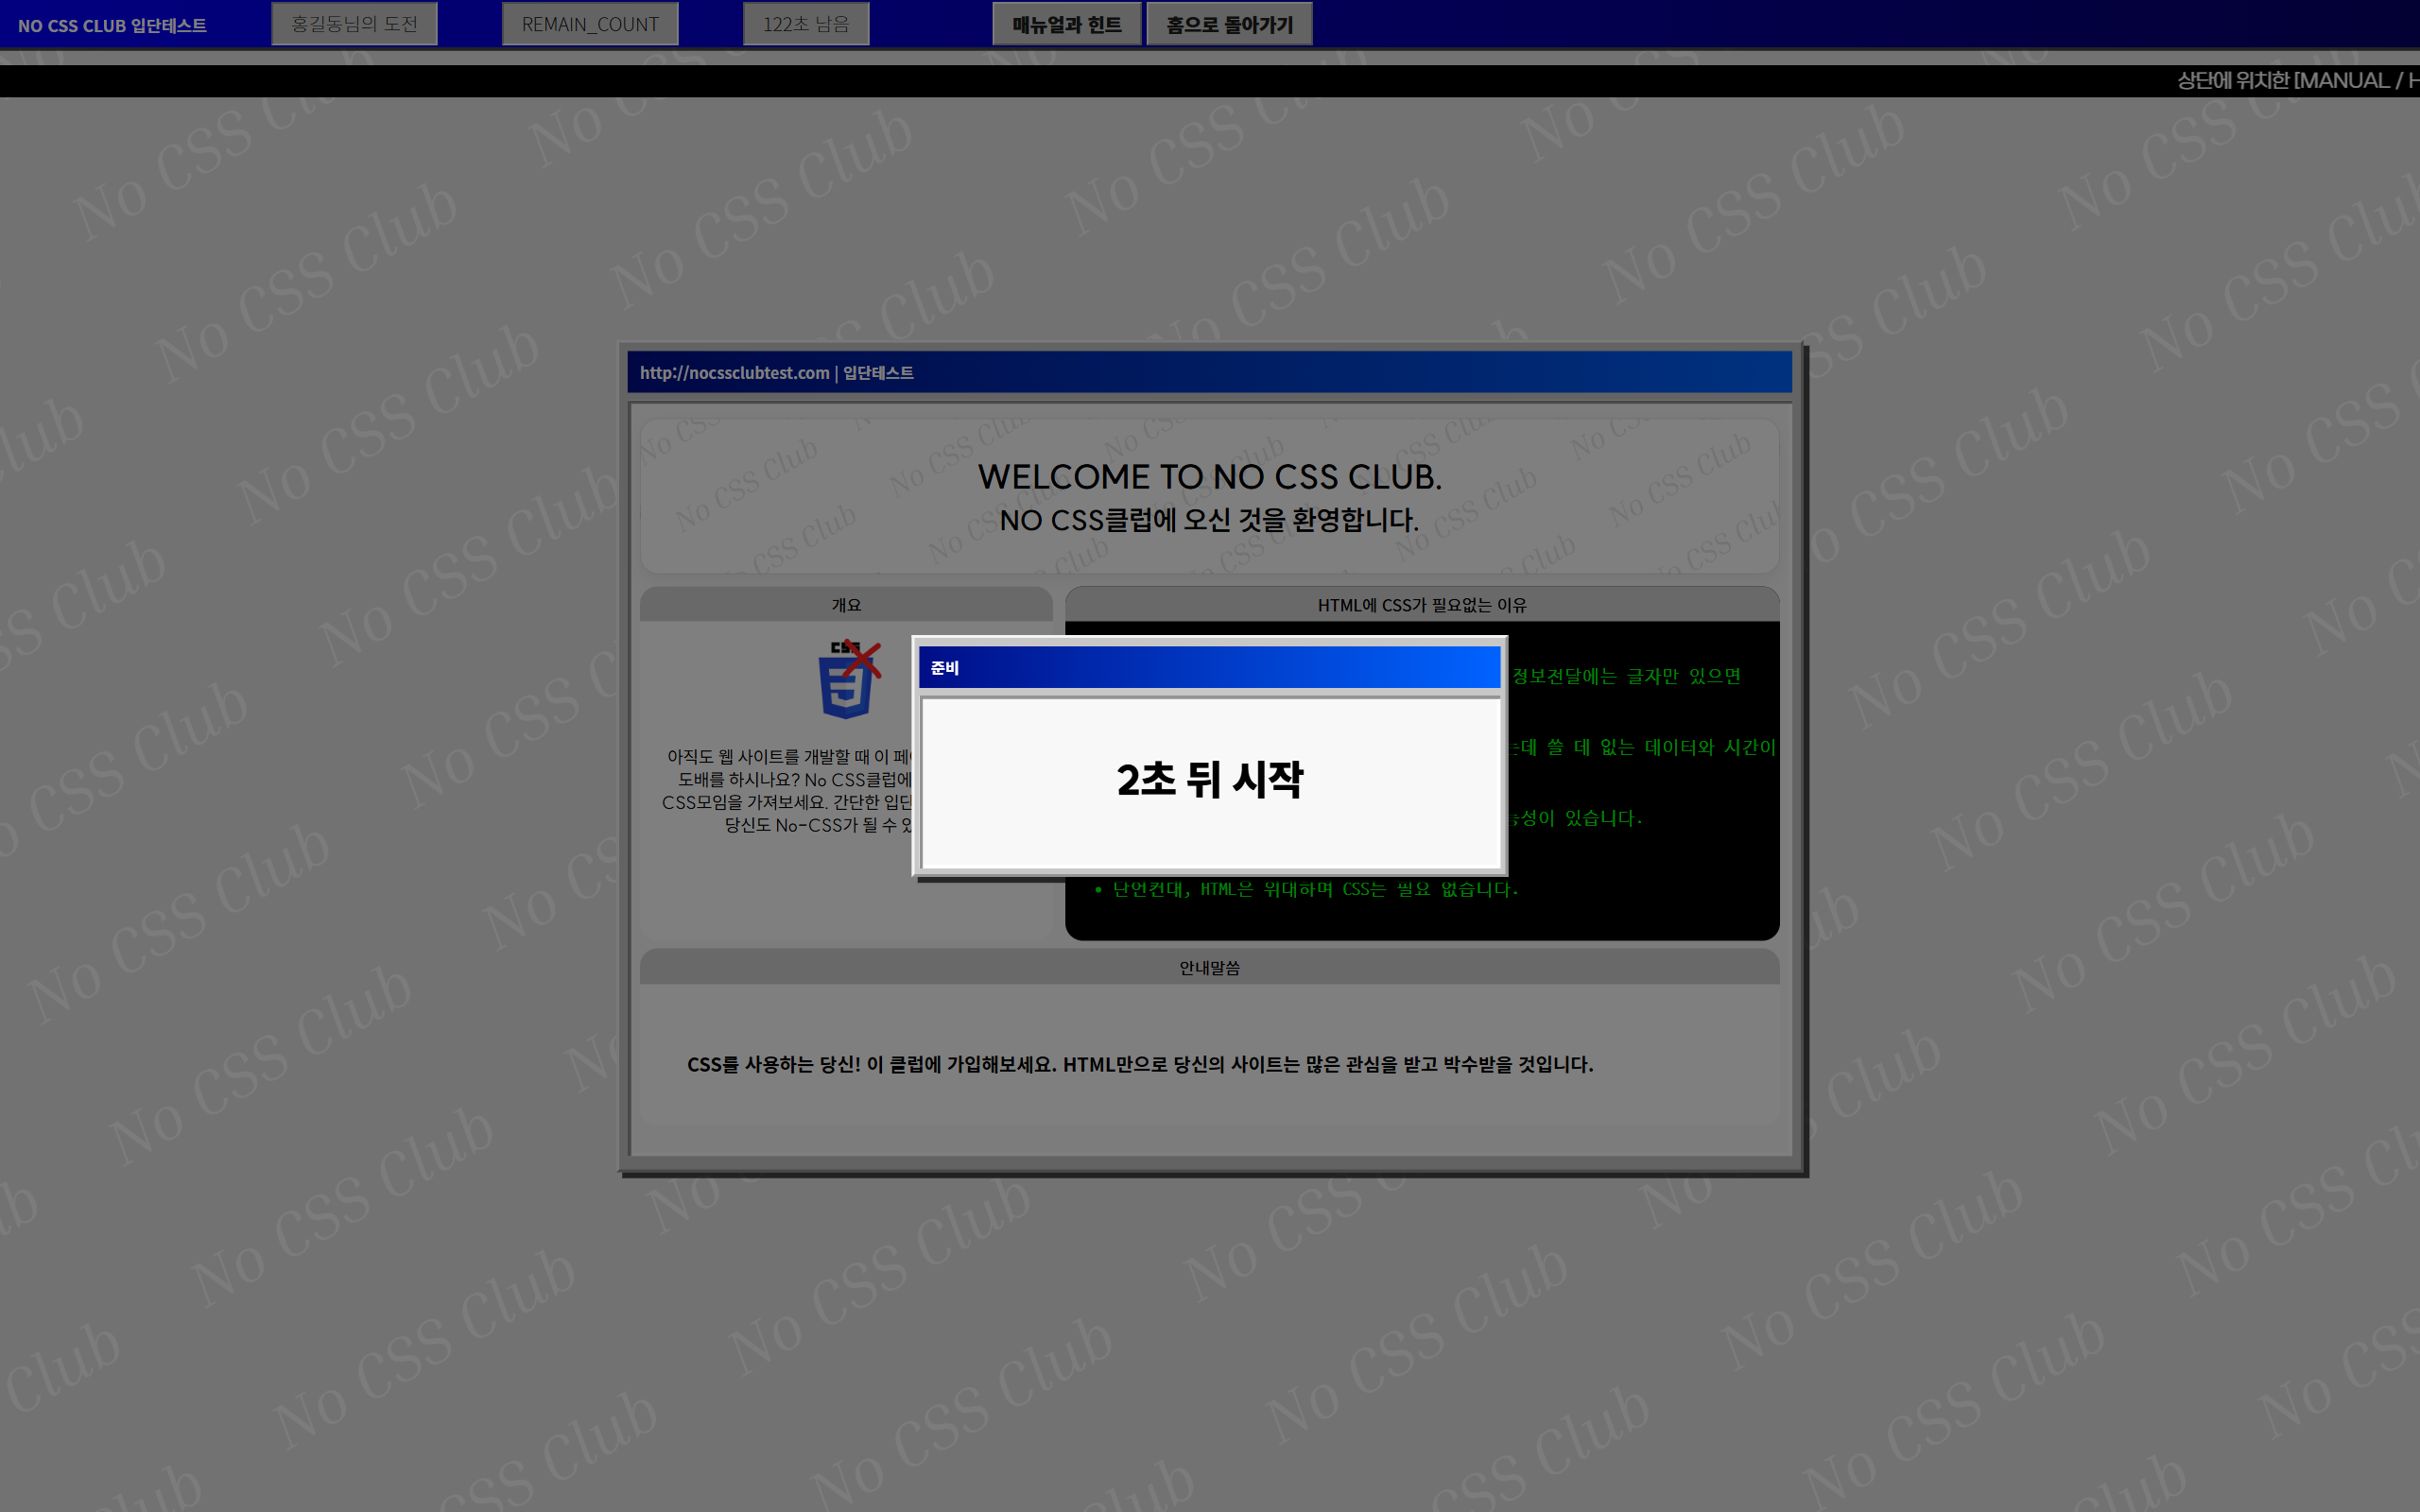 NO CSS CLUB 입단테스트
홍길동님의 도전
REMAIN_COUNT
122초 남음
매뉴얼과 힌트
홈으로 돌아가기
상단에 위치한 [MANUAL / H
http://nocssclubtest.com | 입단테스트
WELCOME TO NO CSS CLUB.
NO CSS클럽에 오신 것을 환영합니다.
개요
CSS
아직도 웹 사이트를 개발할 때 이 페
도배를 하시나요? No CSS클럽에
CSS모임을 가져보세요. 간단한 입단
당신도 No-CSS가 될 수
HTML에 CSS가 필요없는 이유
정보전달에는 글자만 있으면
데 쓸 데 없는 데이터와 시간이
성이 있습니다.
• 단언컨대, HTML은 위대하며 CSS는 필요 없습니다.
준비
2초 뒤 시작
안내말씀
CSS를 사용하는 당신! 이 클럽에 가입해보세요. HTML만으로 당신의 사이트는 많은 관심을 받고 박수받을 것입니다.
No CSS Club